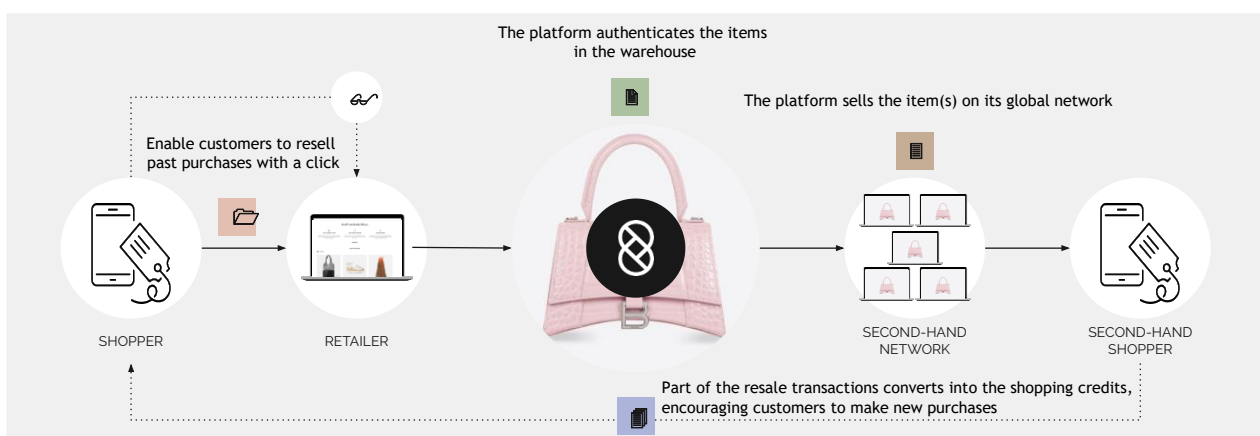 The platform authenticates the items
in the warehouse
The platform sells the item(s) on its global network
Enable customers to resell
past purchases with a click
SHOPPER
RETAILER
SECOND-HAND
NETWORK
SECOND-HAND
SHOPPER
Part of the resale transactions converts into the shopping credits,
encouraging customers to make new purchases